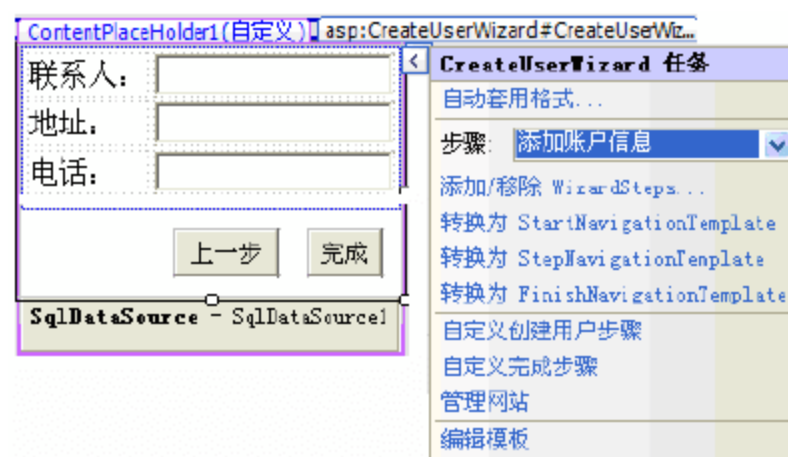 ContentPlaceHolder1(自定义) asp:CreateUserWizard#CreateUserWiz...
联系人:
地址:
电话:
上一步 完成
SqlDataSource - SqlDataSource1
CreateUserWizard 任务
自动套用格式...
步骤: 添加账户信息
添加/移除 WizardSteps...
转换为 StartNavigationTemplate
转换为 StepNavigationTemplate
转换为 FinishNavigationTemplate
自定义创建用户步骤
自定义完成步骤
管理网站
编辑模板